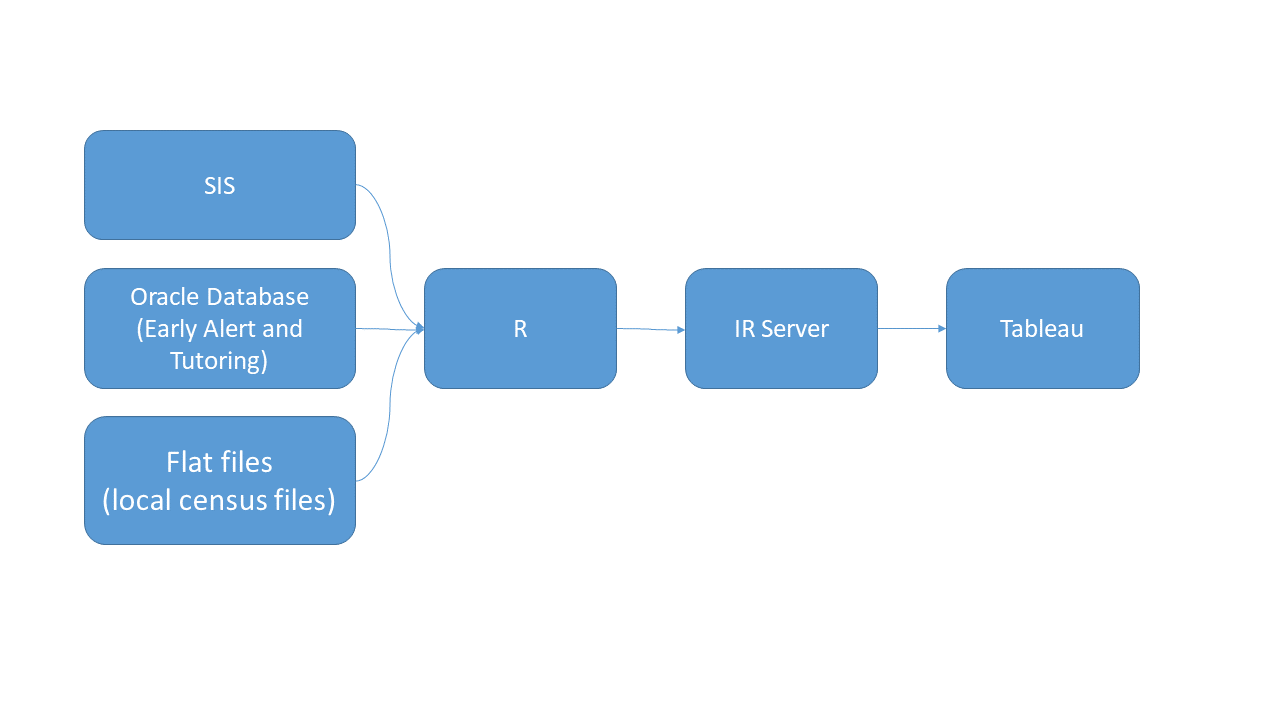 SIS
Oracle Database
(Early Alert and
Tutoring)
Flat files
(local census files)
R
IR Server
Tableau